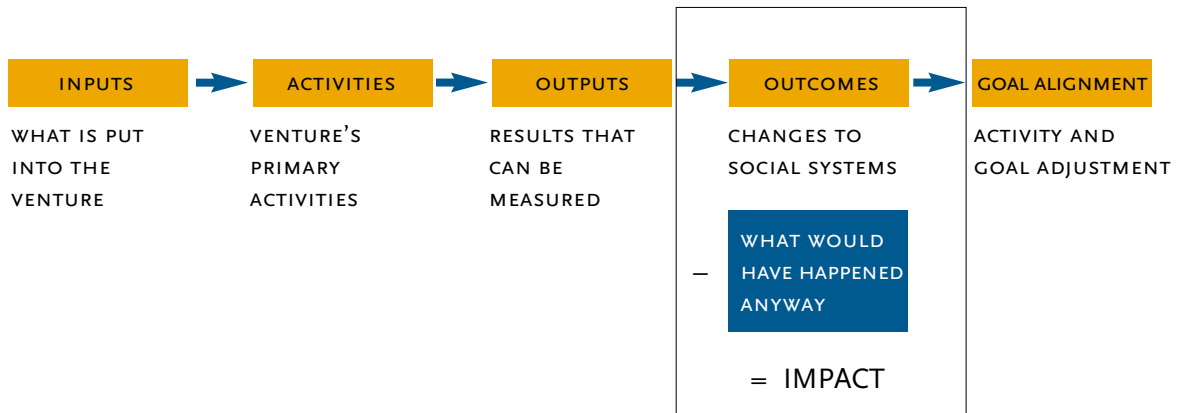 INPUTS
ACTIVITIES
OUTPUTS
OUTCOMES
GOAL ALIGNMENT
WHAT IS PUT
INTO THE
VENTURE
VENTURE'S
PRIMARY
ACTIVITIES
RESULTS THAT
CAN BE
MEASURED
CHANGES TO
SOCIAL SYSTEMS
ACTIVITY AND
GOAL ADJUSTMENT
–
WHAT WOULD
HAVE HAPPENED
ANYWAY
= IMPACT